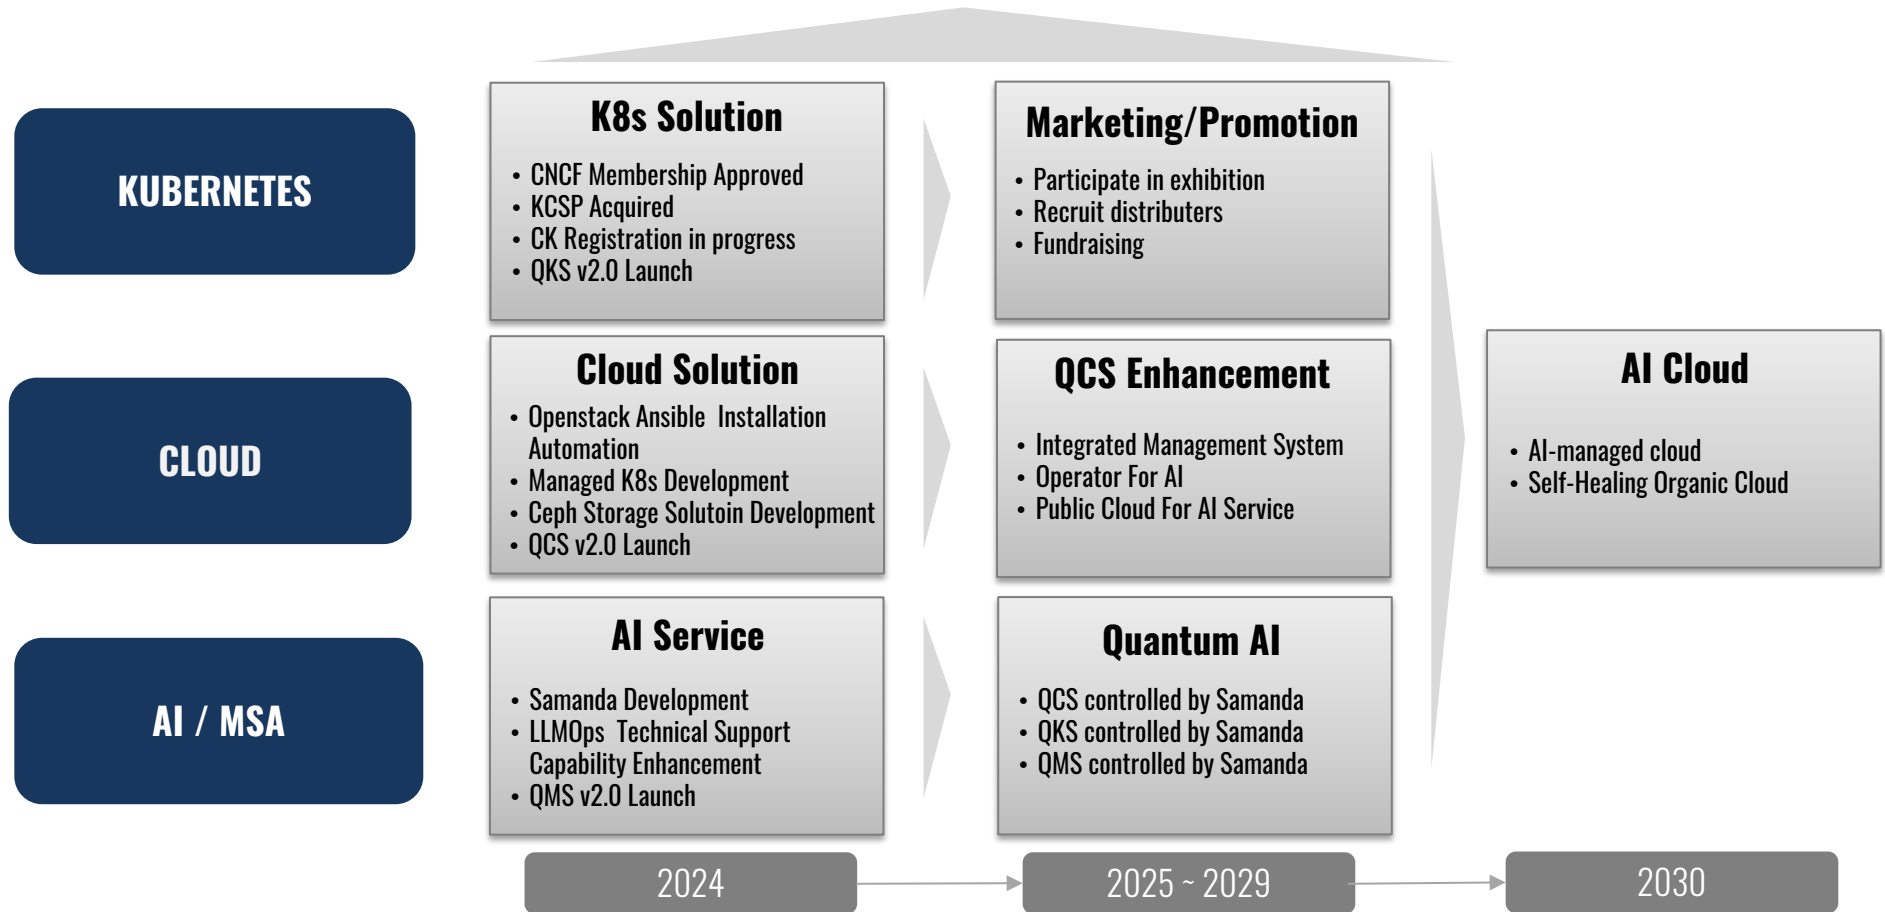 KUBERNETES
K8s Solution
• CNCF Membership Approved
• KCSP Acquired
• CK Registration in progress
• QKS v2.0 Launch
Marketing/Promotion
• Participate in exhibition
• Recruit distributers
• Fundraising
CLOUD
Cloud Solution
• Openstack Ansible  Installation
Automation
• Managed K8s Development
• Ceph Storage Solutoin Development
• QCS v2.0 Launch
QCS Enhancement
• Integrated Management System
• Operator For AI
• Public Cloud For AI Service
AI Cloud
• AI-managed cloud
• Self-Healing Organic Cloud
AI / MSA
AI Service
• Samanda Development
• LLMOps  Technical Support
Capability Enhancement
• QMS v2.0 Launch
Quantum AI
• QCS controlled by Samanda
• QKS controlled by Samanda
• QMS controlled by Samanda
2024
2025 ~ 2029
2030